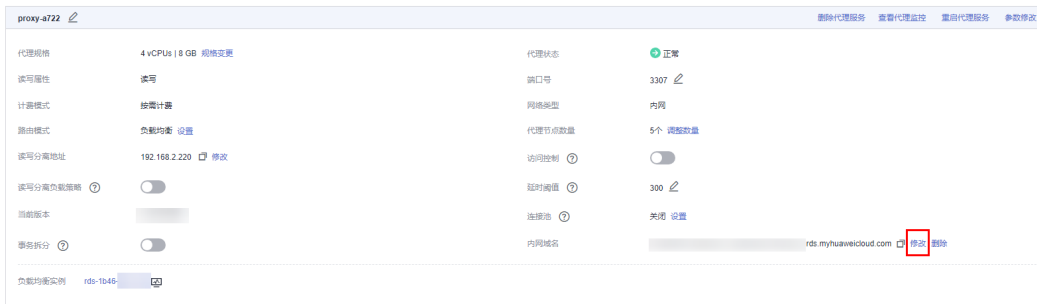 proxy-a722 删除代理服务 查看代理监控 重启代理服务 参数修改
代理规格 4 vCPUs | 8 GB 规格变更 代理状态 正常
读写属性 读写 端口号 3307
计费模式 按需计费 网络类型 内网
路由模式 负载均衡 设置 代理节点数量 5个 调整数量
读写分离地址 192.168.2.220 修改 访问控制
读写分离负载策略 延时阈值 300
当前版本 连接池 关闭 设置
事务拆分 内网域名 rds.myhuaweicloud.com 修改 删除
负载均衡实例 rds-1b46-